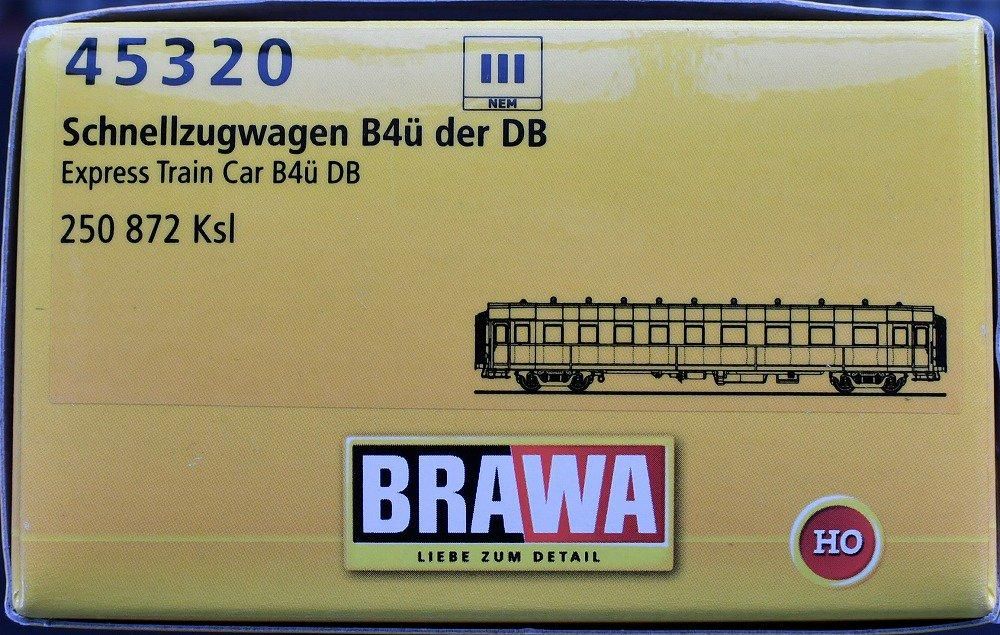 45320
III
NEM
Schnellzugwagen B4ü der DB
Express Train Car B4ü DB
250 872 Ksl
BRAWA
LIEBE ZUM DETAIL
HO